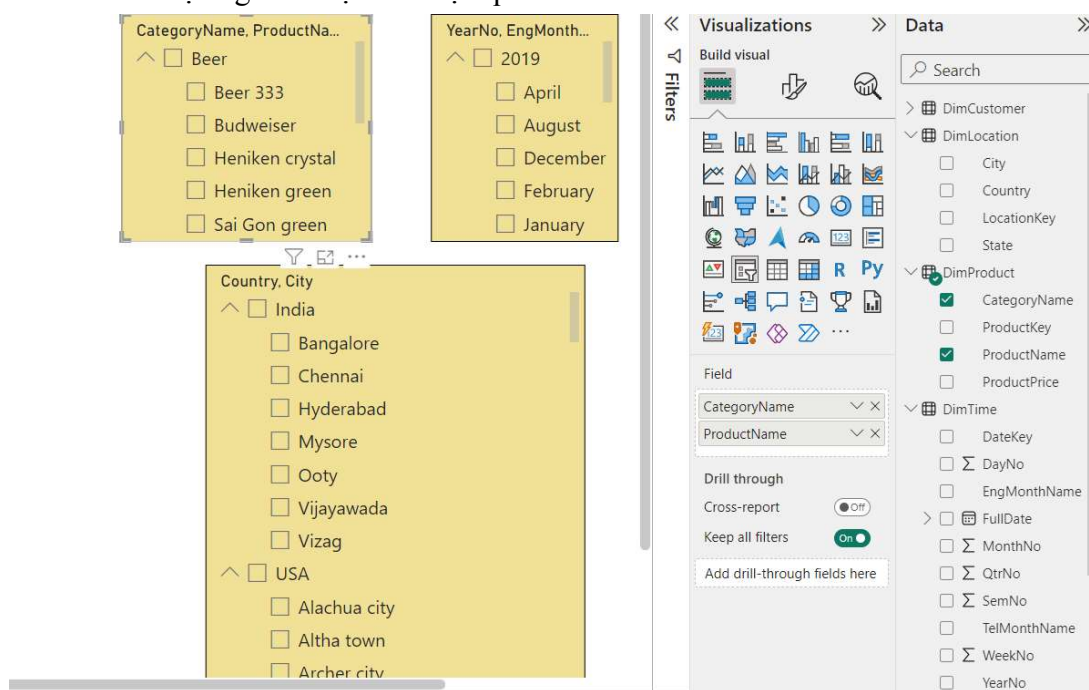 CategoryName, ProductNa...
Beer
Beer 333
Budweiser
Heniken crystal
Heniken green
Sai Gon green
YearNo, EngMonth...
2019
April
August
December
February
January
Country, City
India
Bangalore
Chennai
Hyderabad
Mysore
Ooty
Vijayawada
Vizag
USA
Alachua city
Altha town
Archer city
Filters
Visualizations
Build visual
123
R Py
123
Field
CategoryName
ProductName
Drill through
Cross-report Off
Keep all filters On
Add drill-through fields here
Data
Search
DimCustomer
DimLocation
City
Country
LocationKey
State
DimProduct
CategoryName
ProductKey
ProductName
ProductPrice
DimTime
DateKey
DayNo
EngMonthName
FullDate
MonthNo
QtrNo
SemNo
TelMonthName
WeekNo
YearNo